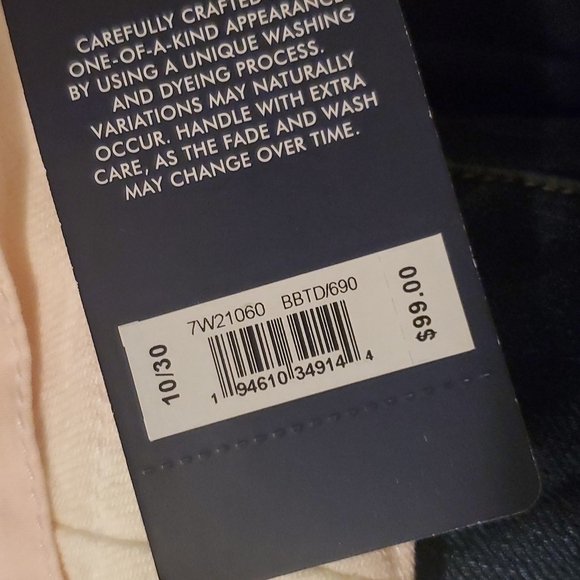 CAREFULLY CRAFTED
ONE-OF-A-KIND APPEARANCE
BY USING A UNIQUE WASHING
AND DYEING PROCESS.
VARIATIONS MAY NATURALLY
OCCUR. HANDLE WITH EXTRA
CARE, AS THE FADE AND WASH
MAY CHANGE OVER TIME.
7W21060 BBTD/690
10/30
1 94610 34914 4
$99.00